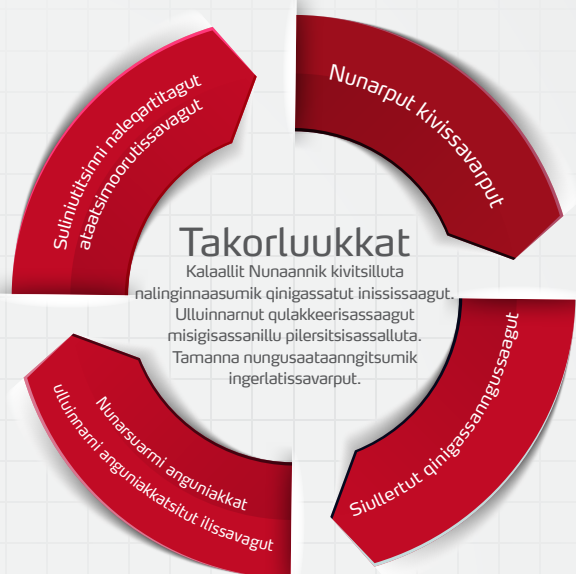 Suliniutitsinni naleqartitagut
ataatsimoorutissavagut
Nunarput kivissavarput
Takorluukkat
Kalaallit Nunaannik kivitsilluta
nalinginnaasumik qinigassatut inississaagut.
Ulluinnarnut qulakkeerisassaagut
misigisassanillu pilersitsisassalluta.
Tamanna nungusaataanngitsumik
ingerlatissavarput.
Siullertut qinigassanngussaagut
Nunarsuarmi anguniakkat
ulluinnarni anguniakkatsitut ilissavagut